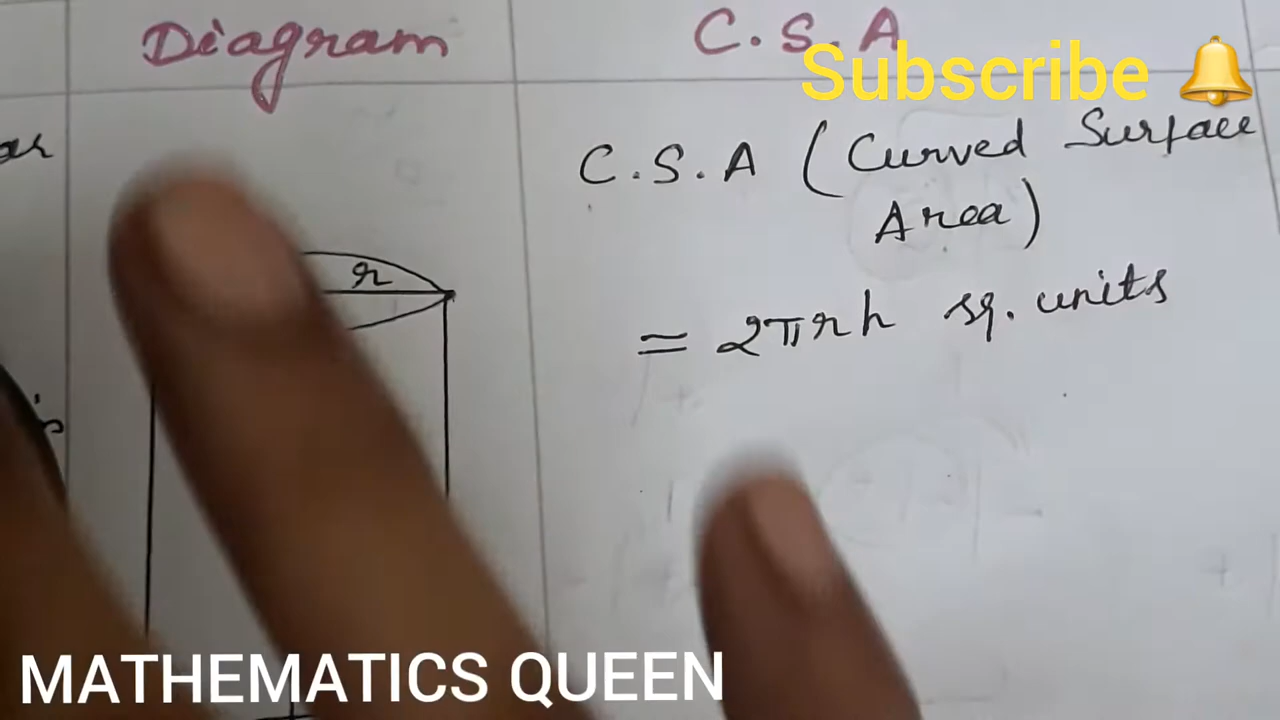 Diagram
C.S.A
Subscribe 🔔
C.S.A (Curved Surface
Area)
r
= 2πrh sq. units
MATHEMATICS QUEEN